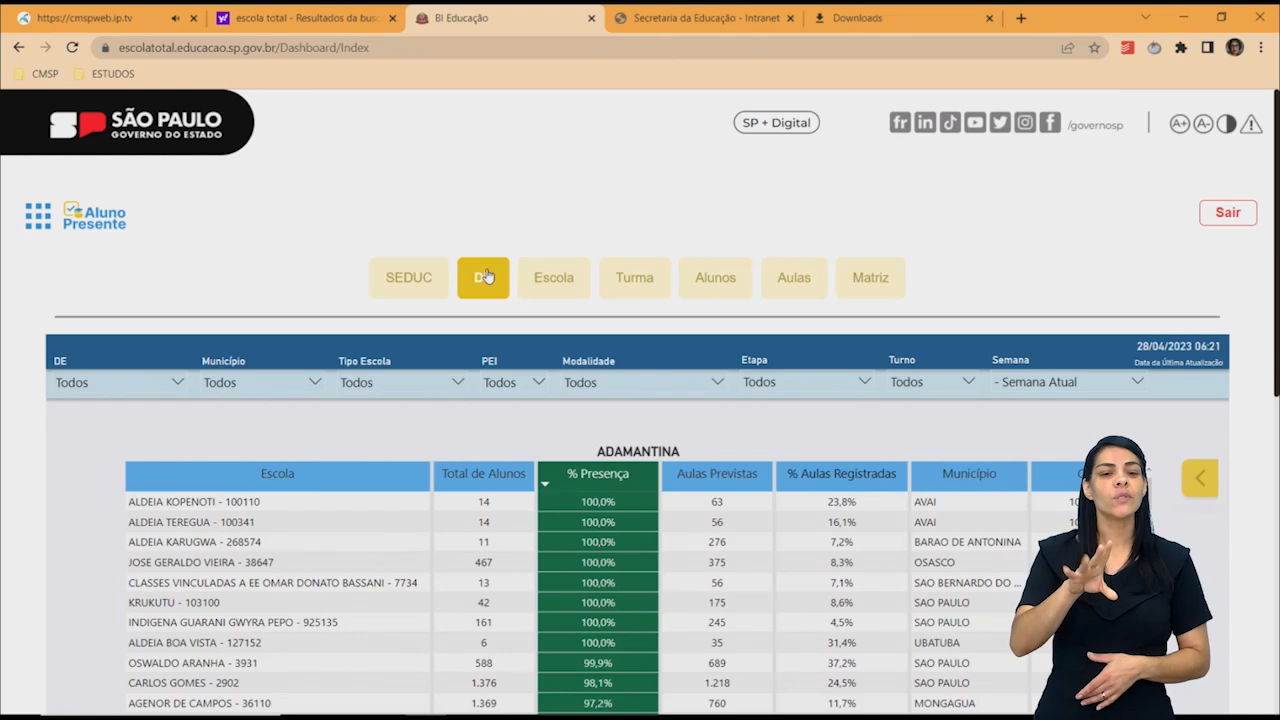 https://cmspweb.ip.tv
escola total - Resultados da bus
BI Educação
Secretaria da Educação - Intranet
Downloads
escolatotal.educacao.sp.gov.br/Dashboard/Index
CMSP ESTUDOS
SÃO PAULO
GOVERNO DO ESTADO
SP + Digital
/governosp
A+ A-
Aluno
Presente
Sair
SEDUC D Escola Turma Alunos Aulas Matriz
28/04/2023 06:21
Data da Última Atualização
DE Município Tipo Escola PEI Modalidade Etapa Turno Semana
Todos Todos Todos Todos Todos Todos Todos - Semana Atual
ADAMANTINA
Escola Total de Alunos % Presença Aulas Previstas % Aulas Registradas Município
ALDEIA KOPENOTI - 100110 14 100,0% 63 23,8% AVAI
ALDEIA TEREGUA - 100341 14 100,0% 56 16,1% AVAI
ALDEIA KARUGWA - 268574 11 100,0% 276 7,2% BARAO DE ANTONINA
JOSE GERALDO VIEIRA - 38647 467 100,0% 375 8,3% OSASCO
CLASSES VINCULADAS A EE OMAR DONATO BASSANI - 7734 13 100,0% 56 7,1% SAO BERNARDO DO ...
KRUKUTU - 103100 42 100,0% 175 8,6% SAO PAULO
INDIGENA GUARANI GWYRA PEPO - 925135 161 100,0% 245 4,5% SAO PAULO
ALDEIA BOA VISTA - 127152 6 100,0% 35 31,4% UBATUBA
OSWALDO ARANHA - 3931 588 99,9% 689 37,2% SAO PAULO
CARLOS GOMES - 2902 1.376 98,1% 1.218 24,5% SAO PAULO
AGENOR DE CAMPOS - 36110 1.369 97,2% 760 11,7% MONGAGUA